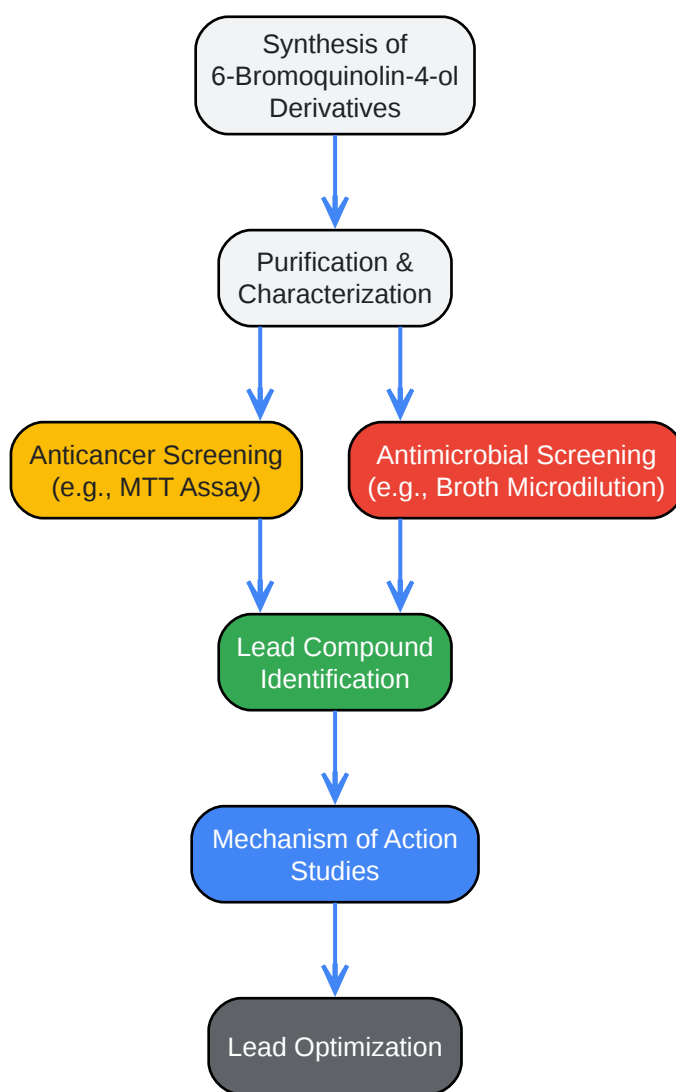 Synthesis of
6-Bromoquinolin-4-ol
Derivatives
Purification &
Characterization
Anticancer Screening
(e.g., MTT Assay)
Antimicrobial Screening
(e.g., Broth Microdilution)
Lead Compound
Identification
Mechanism of Action
Studies
Lead Optimization